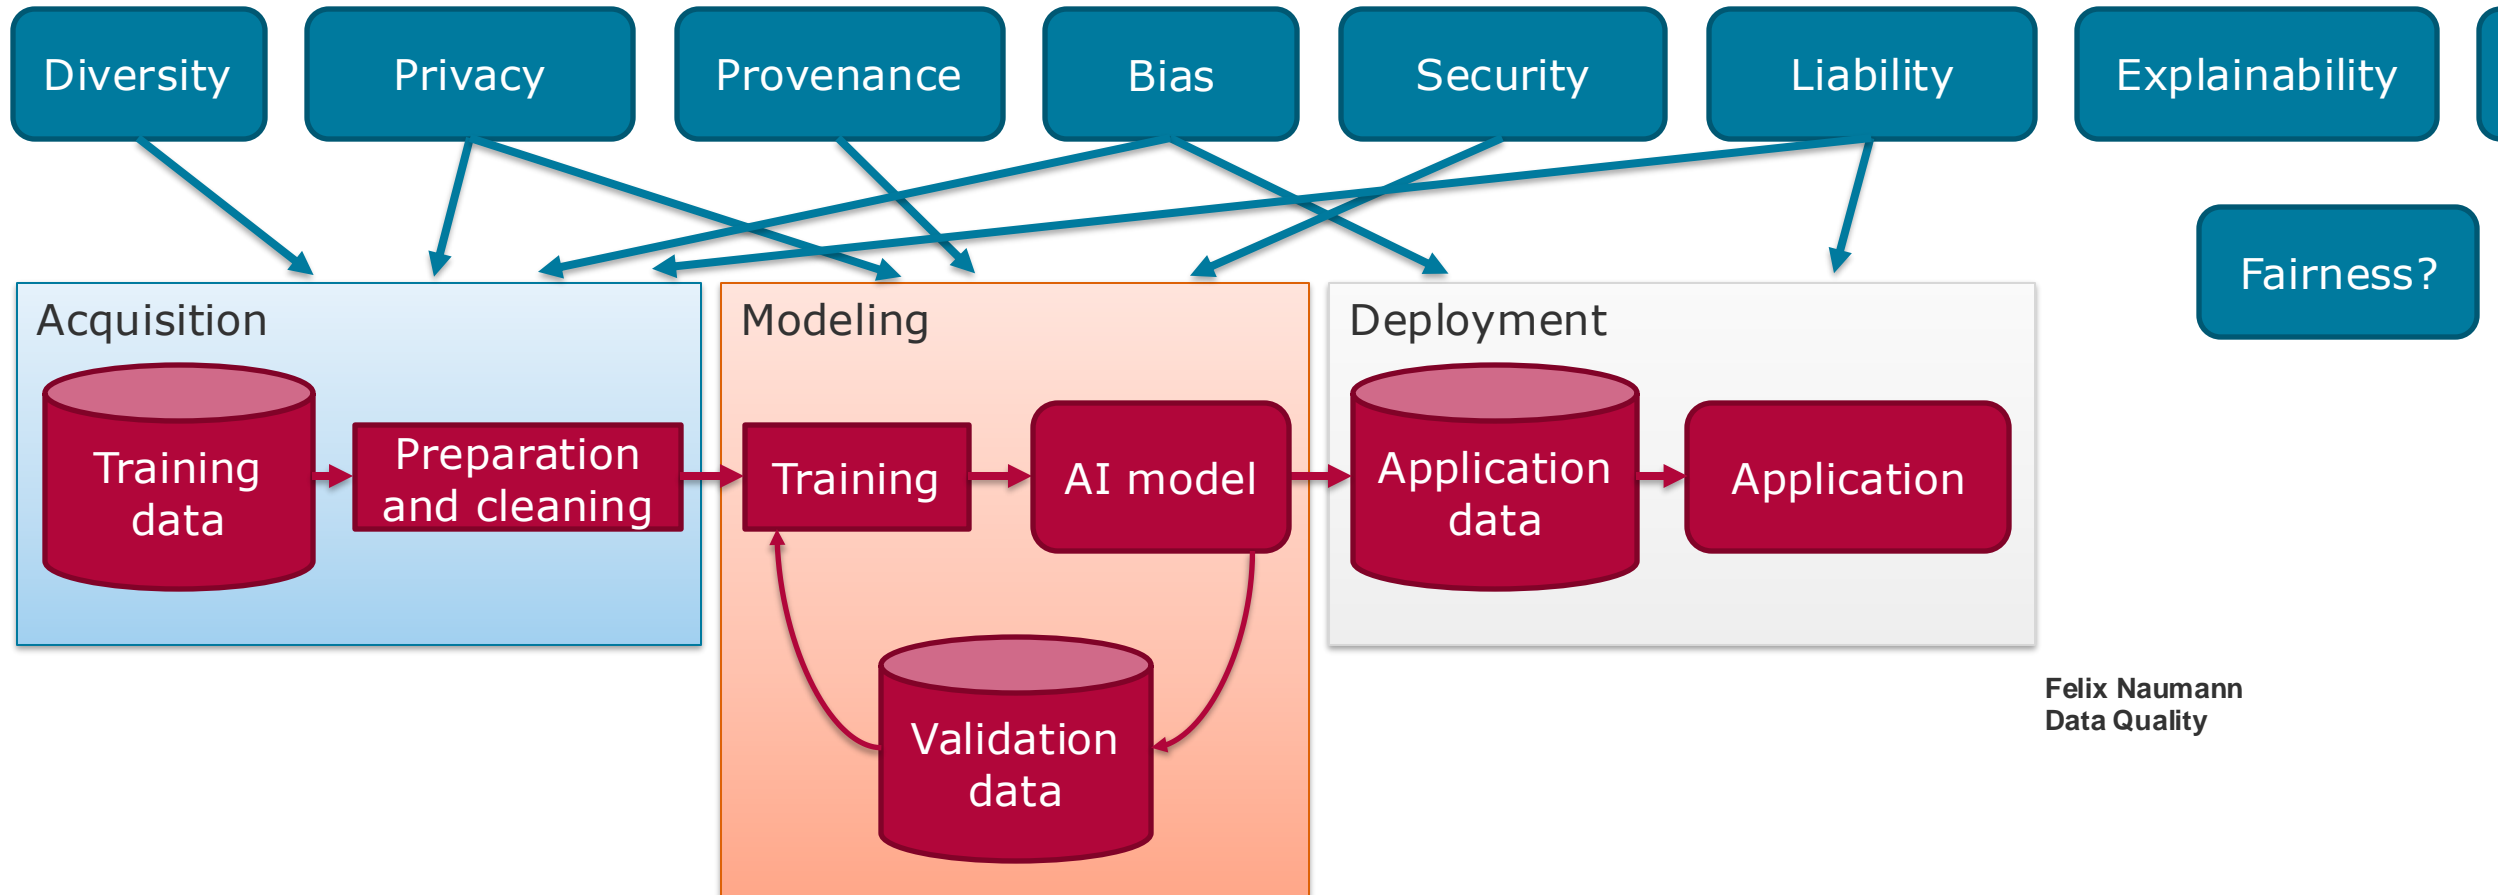 Diversity
Privacy
Provenance
Bias
Security
Liability
Explainability
Fairness?
Acquisition
Modeling
Deployment
Training
data
Preparation
and cleaning
Training
AI model
Application
data
Application
Validation
data
Felix Naumann
Data Quality